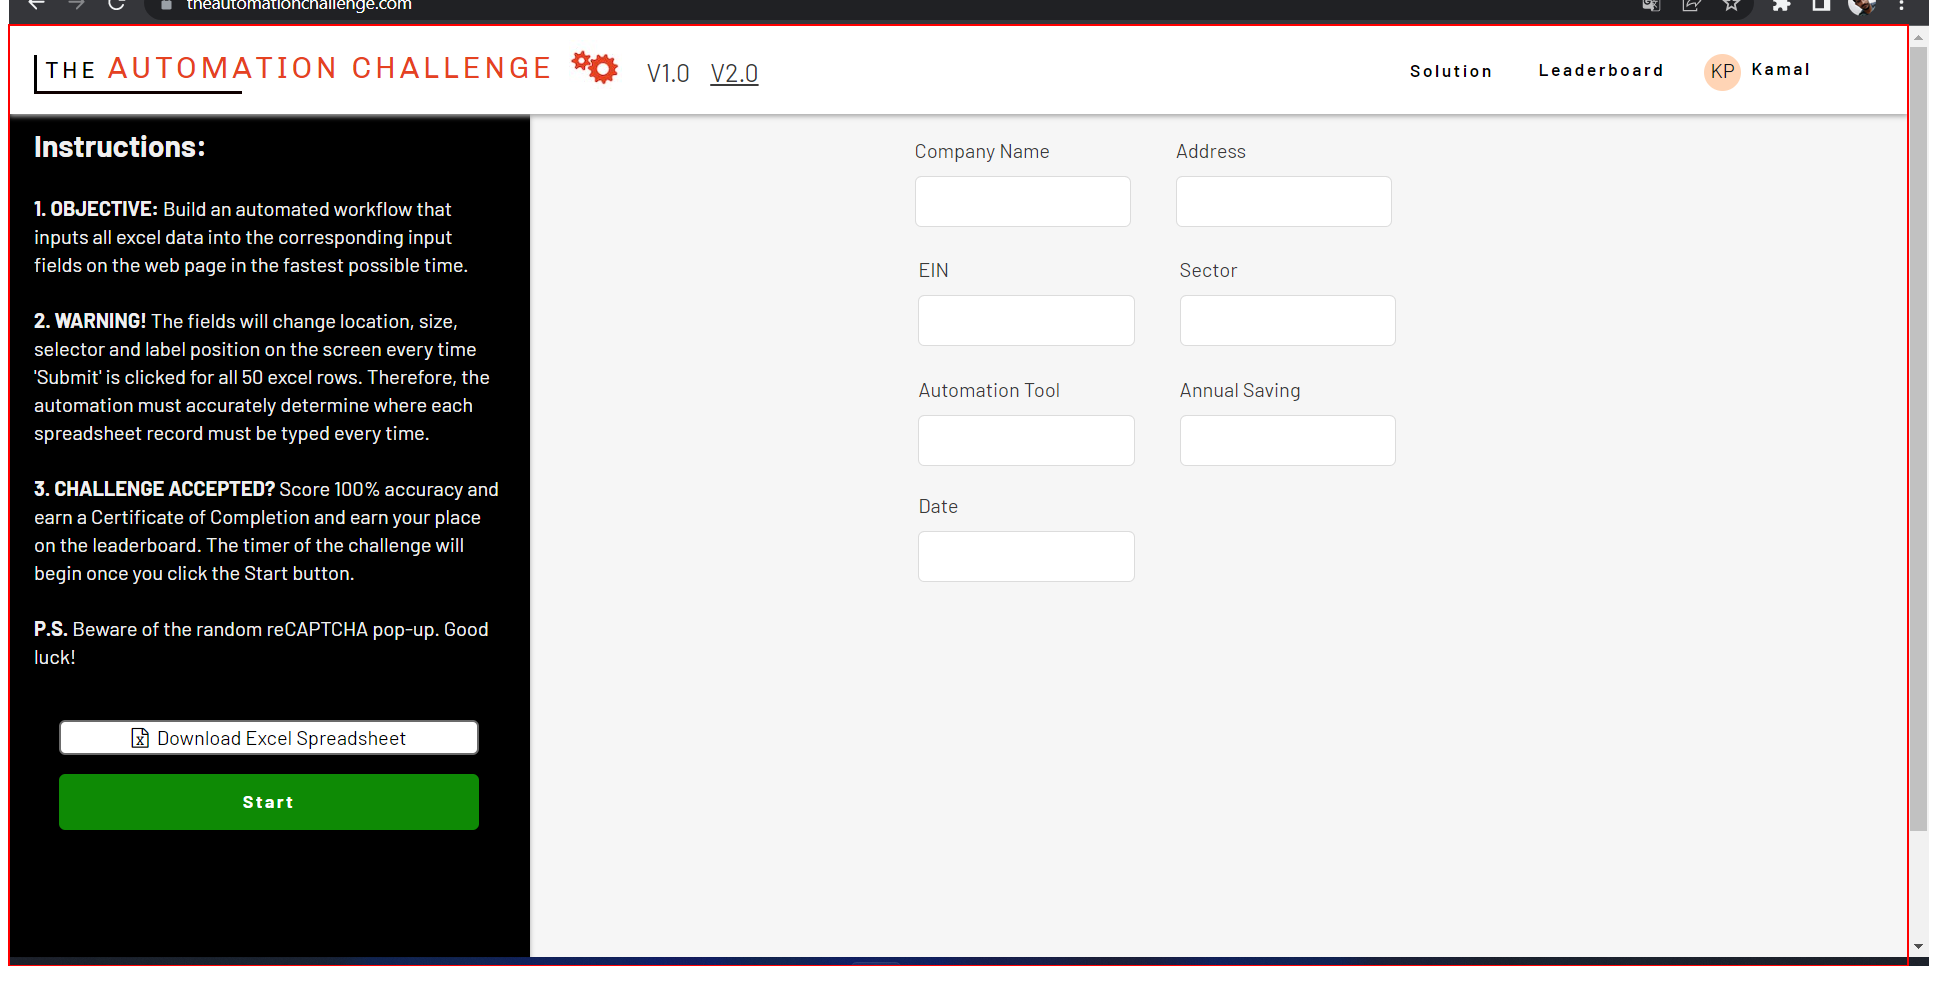 theautomationchallenge.com
THE AUTOMATION CHALLENGE V1.0 V2.0 Solution Leaderboard KP Kamal
Instructions:
1. OBJECTIVE: Build an automated workflow that
inputs all excel data into the corresponding input
fields on the web page in the fastest possible time.
2. WARNING! The fields will change location, size,
selector and label position on the screen every time
'Submit' is clicked for all 50 excel rows. Therefore, the
automation must accurately determine where each
spreadsheet record must be typed every time.
3. CHALLENGE ACCEPTED? Score 100% accuracy and
earn a Certificate of Completion and earn your place
on the leaderboard. The timer of the challenge will
begin once you click the Start button.
P.S. Beware of the random reCAPTCHA pop-up. Good
luck!
Download Excel Spreadsheet
Start
Company Name Address
EIN Sector
Automation Tool Annual Saving
Date